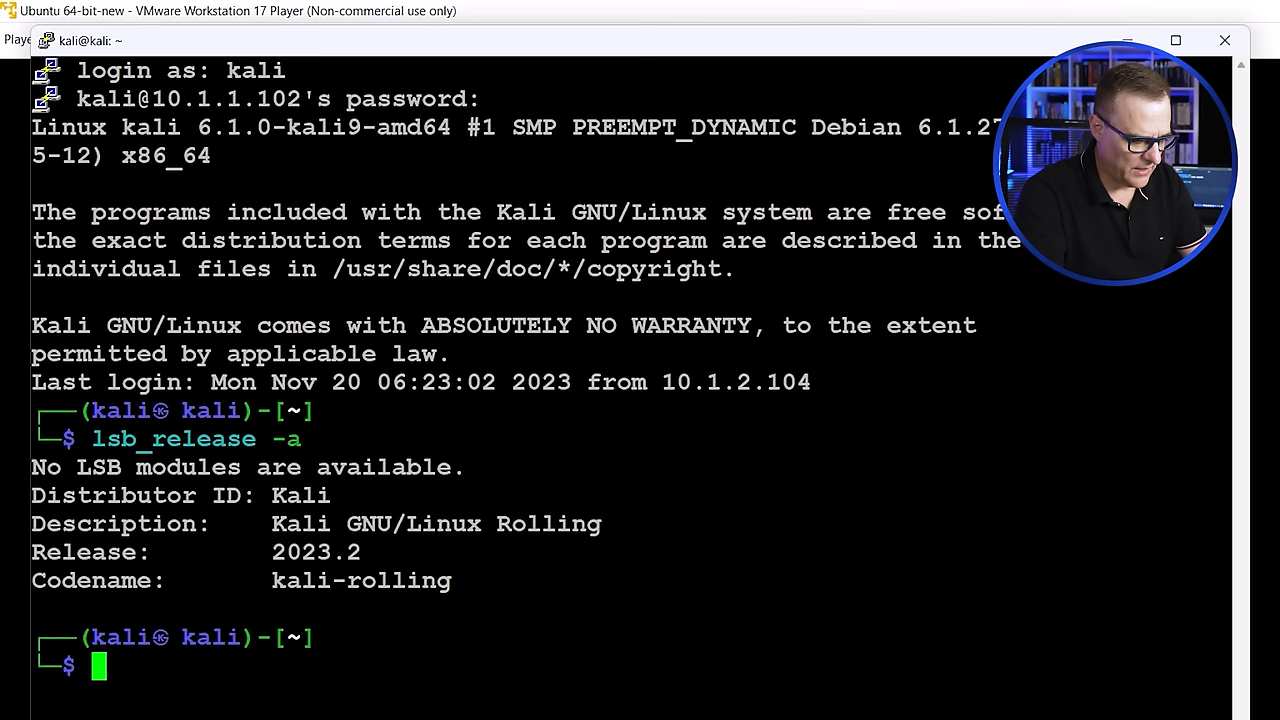 Ubuntu 64-bit-new - VMware Workstation 17 Player (Non-commercial use only)
Playe
kali@kali: ~
login as: kali
kali@10.1.1.102's password:
Linux kali 6.1.0-kali9-amd64 #1 SMP PREEMPT_DYNAMIC Debian 6.1.27
5-12) x86_64
The programs included with the Kali GNU/Linux system are free sof
the exact distribution terms for each program are described in the
individual files in /usr/share/doc/*/copyright.
Kali GNU/Linux comes with ABSOLUTELY NO WARRANTY, to the extent
permitted by applicable law.
Last login: Mon Nov 20 06:23:02 2023 from 10.1.2.104
┌──(kali㉿kali)-[~]
└─$ lsb_release -a
No LSB modules are available.
Distributor ID: Kali
Description: Kali GNU/Linux Rolling
Release: 2023.2
Codename: kali-rolling
┌──(kali㉿kali)-[~]
└─$